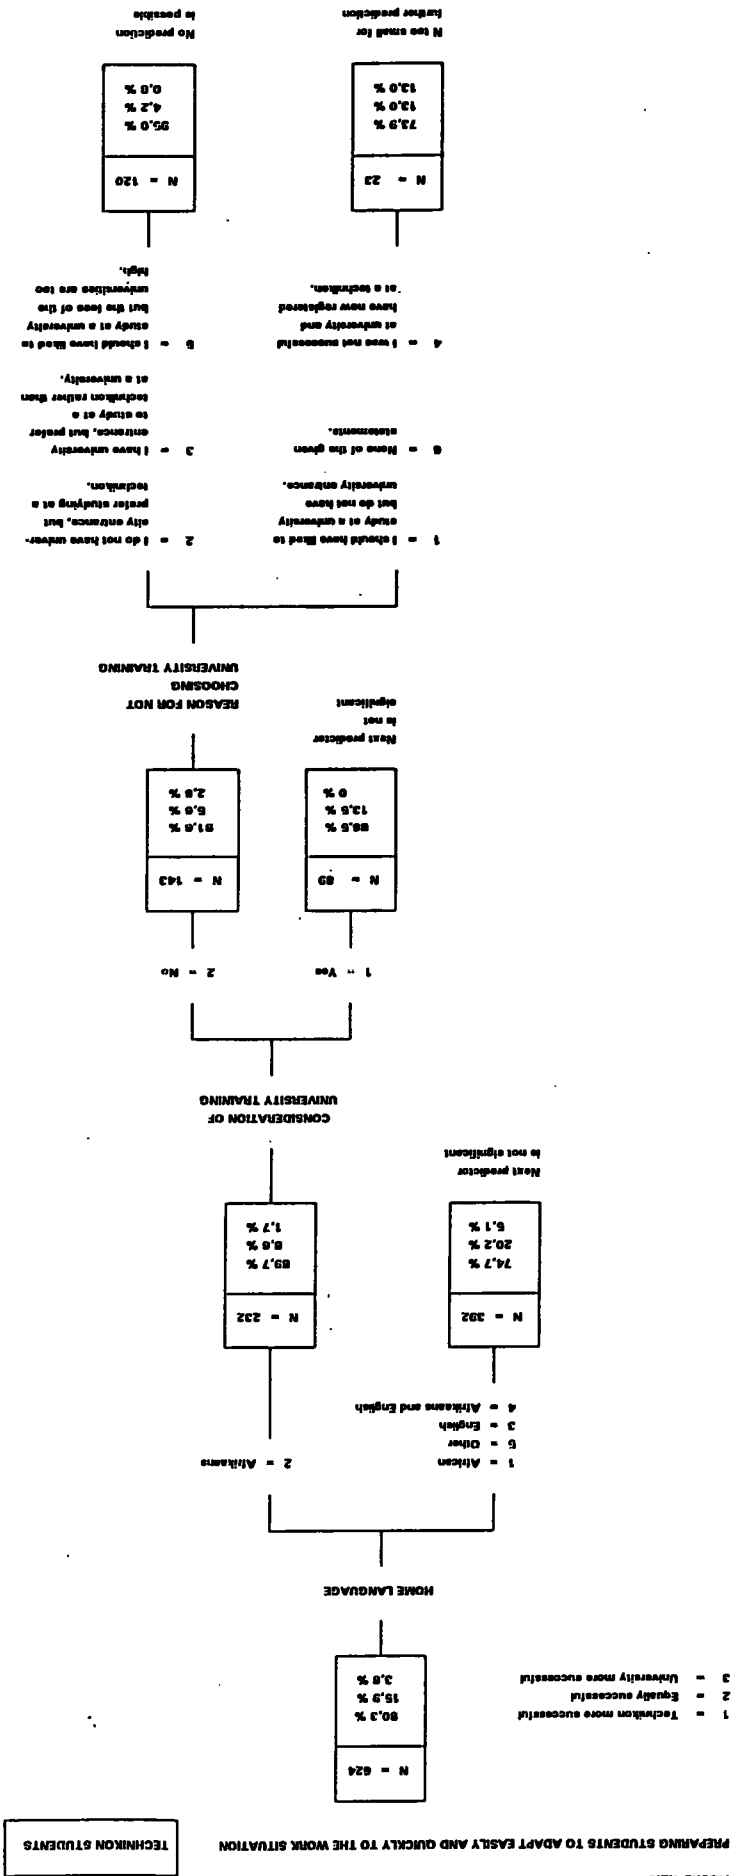 PREPARING STUDENTS TO ADAPT EASILY AND QUICKLY TO THE WORK SITUATION
TECHNIKON STUDENTS
N = 624
1 = Technikon more successful
2 = Equally successful
3 = University more successful
80,3 %
15,9 %
3,8 %
HOME LANGUAGE
1 = African
5 = Other
3 = English
4 = Afrikaans and English
2 = Afrikaans
N = 392
74,7 %
20,2 %
5,1 %
Next predictor
is not significant
N = 232
89,7 %
8,6 %
1,7 %
CONSIDERATION OF
UNIVERSITY TRAINING
1 = Yes
2 = No
N = 89
86,5 %
13,5 %
0 %
Next predictor
is not
significant
N = 143
91,6 %
5,6 %
2,8 %
REASON FOR NOT
CHOOSING
UNIVERSITY TRAINING
1 = I should have liked to
study at a university
but do not have
university entrance.
6 = None of the given
statements.
4 = I was not successful
at university and
have now registered
at a technikon.
2 = I do not have univer-
sity entrance, but
prefer studying at a
technikon.
3 = I have university
entrance, but prefer
to study at a
technikon rather than
at a university.
5 = I should have liked to
study at a university
but the fees of the
universities are too
high.
N = 23
73,9 %
13,0 %
13,0 %
N too small for
further prediction
N = 120
95,0 %
4,2 %
0,8 %
No prediction
is possible